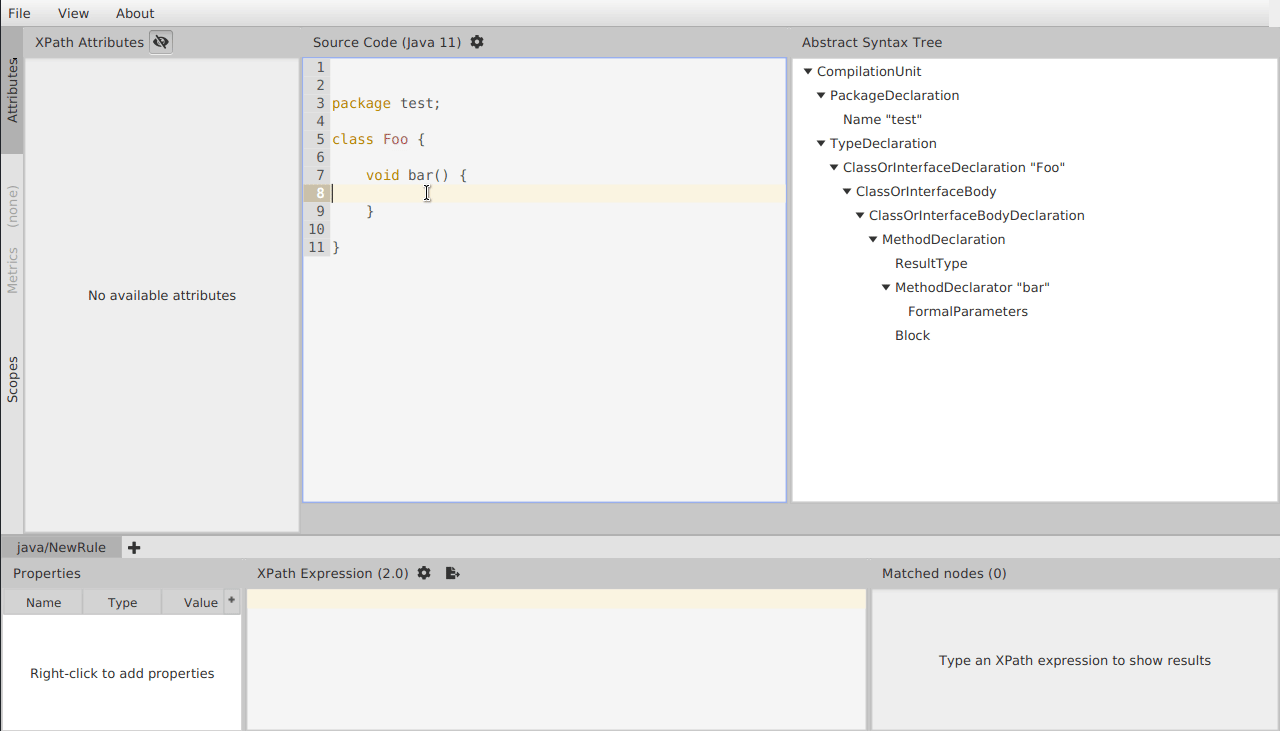 File View About
XPath Attributes
Source Code (Java 11)
Abstract Syntax Tree
Attributes
Metrics (none)
Scopes
No available attributes
1
2
3 package test;
4
5 class Foo {
6
7 void bar() {
8
9 }
10
11 }
CompilationUnit
PackageDeclaration
Name "test"
TypeDeclaration
ClassOrInterfaceDeclaration "Foo"
ClassOrInterfaceBody
ClassOrInterfaceBodyDeclaration
MethodDeclaration
ResultType
MethodDeclarator "bar"
FormalParameters
Block
java/NewRule
Properties
Name Type Value +
Right-click to add properties
XPath Expression (2.0)
Matched nodes (0)
Type an XPath expression to show results